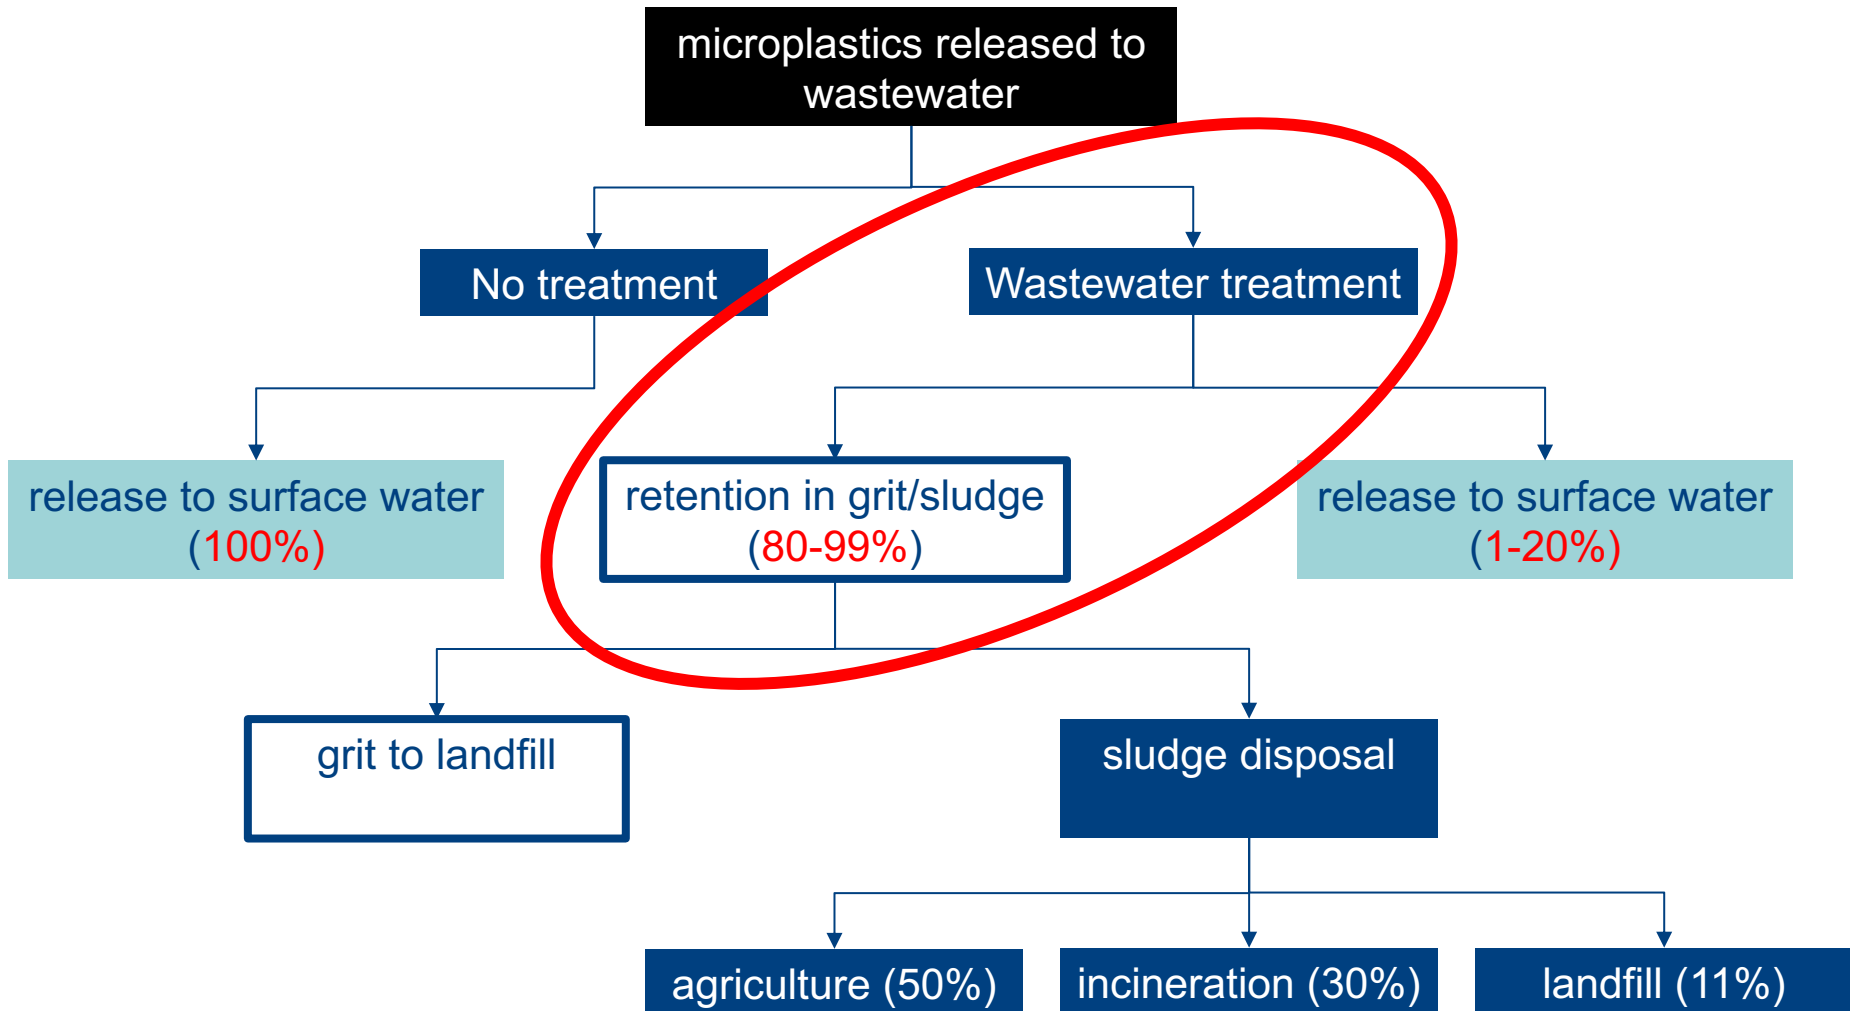 microplastics released to
wastewater
No treatment
Wastewater treatment
release to surface water
(100%)
retention in grit/sludge
(80-99%)
release to surface water
(1-20%)
grit to landfill
sludge disposal
agriculture (50%)
incineration (30%)
landfill (11%)